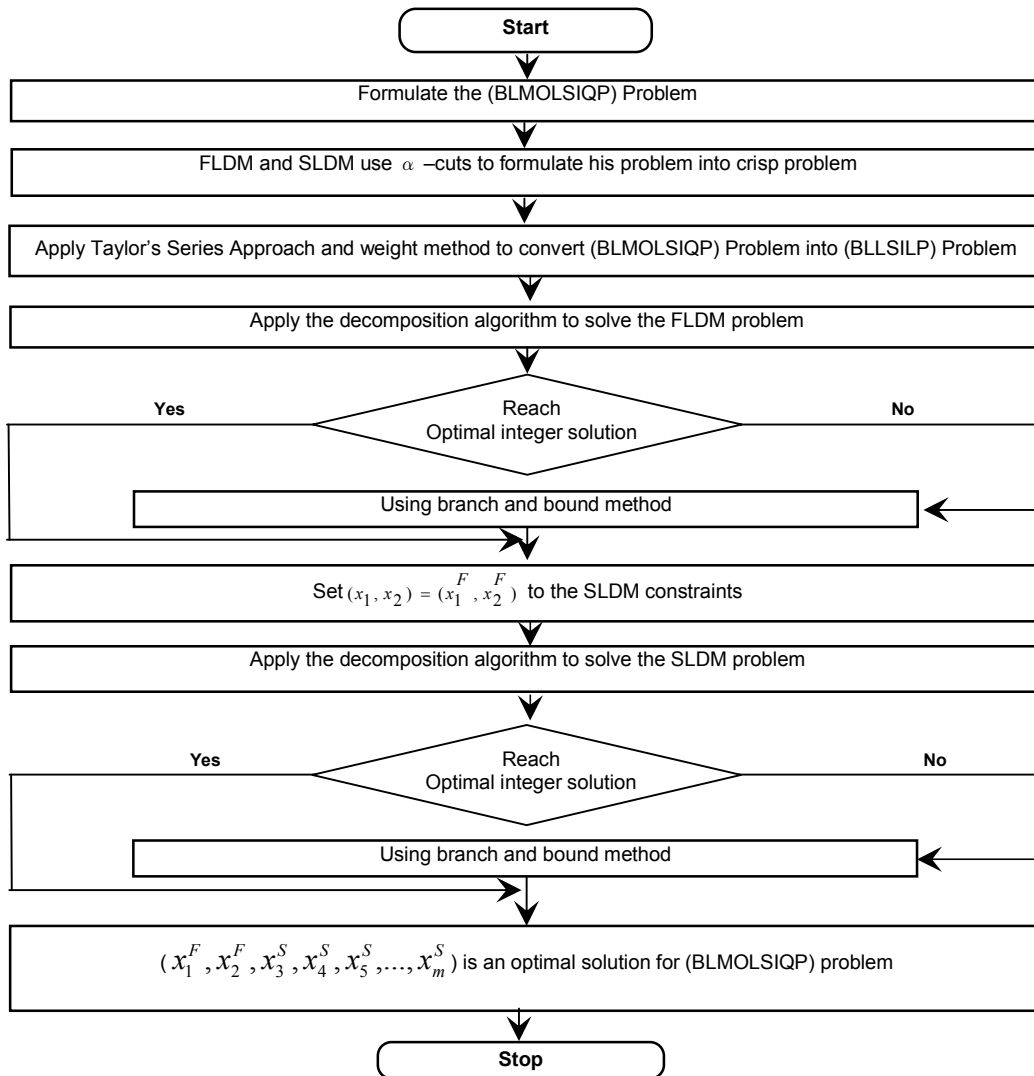 Start
Formulate the (BLMOLSIQP) Problem
FLDM and SLDM use α –cuts to formulate his problem into crisp problem
Apply Taylor's Series Approach and weight method to convert (BLMOLSIQP) Problem into (BLLSILP) Problem
Apply the decomposition algorithm to solve the FLDM problem
Yes
Reach
Optimal integer solution
No
Using branch and bound method
Set (x₁, x₂) = (x₁^F, x₂^F) to the SLDM constraints
Apply the decomposition algorithm to solve the SLDM problem
Yes
Reach
Optimal integer solution
No
Using branch and bound method
(x₁^F, x₂^F, x₃^S, x₄^S, x₅^S,..., x_m^S) is an optimal solution for (BLMOLSIQP) problem
Stop